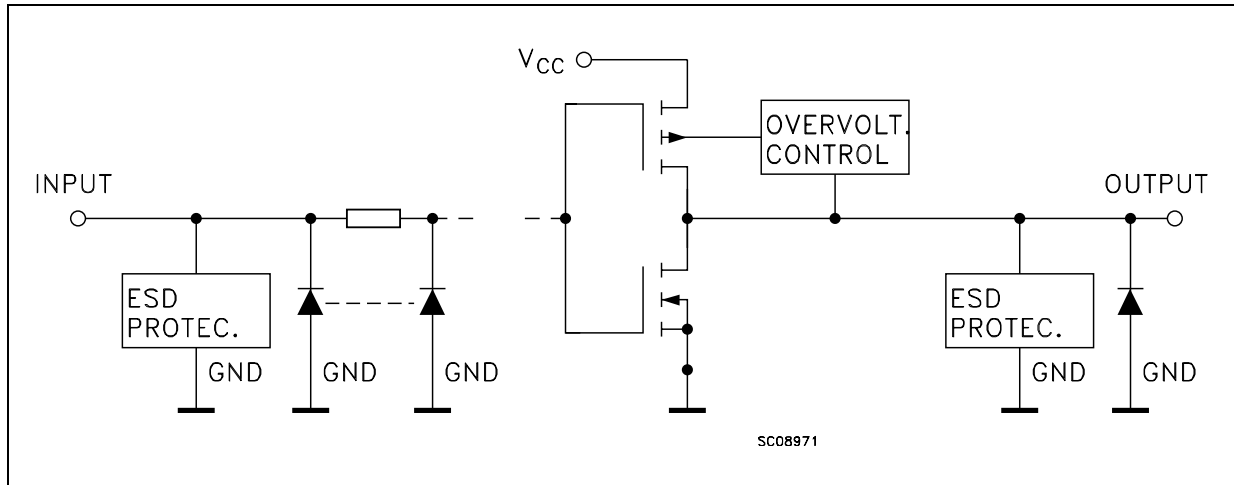 VCC
OVERVOLT.
CONTROL
INPUT
OUTPUT
ESD
PROTEC.
ESD
PROTEC.
GND
GND
GND
GND
GND
SC08971